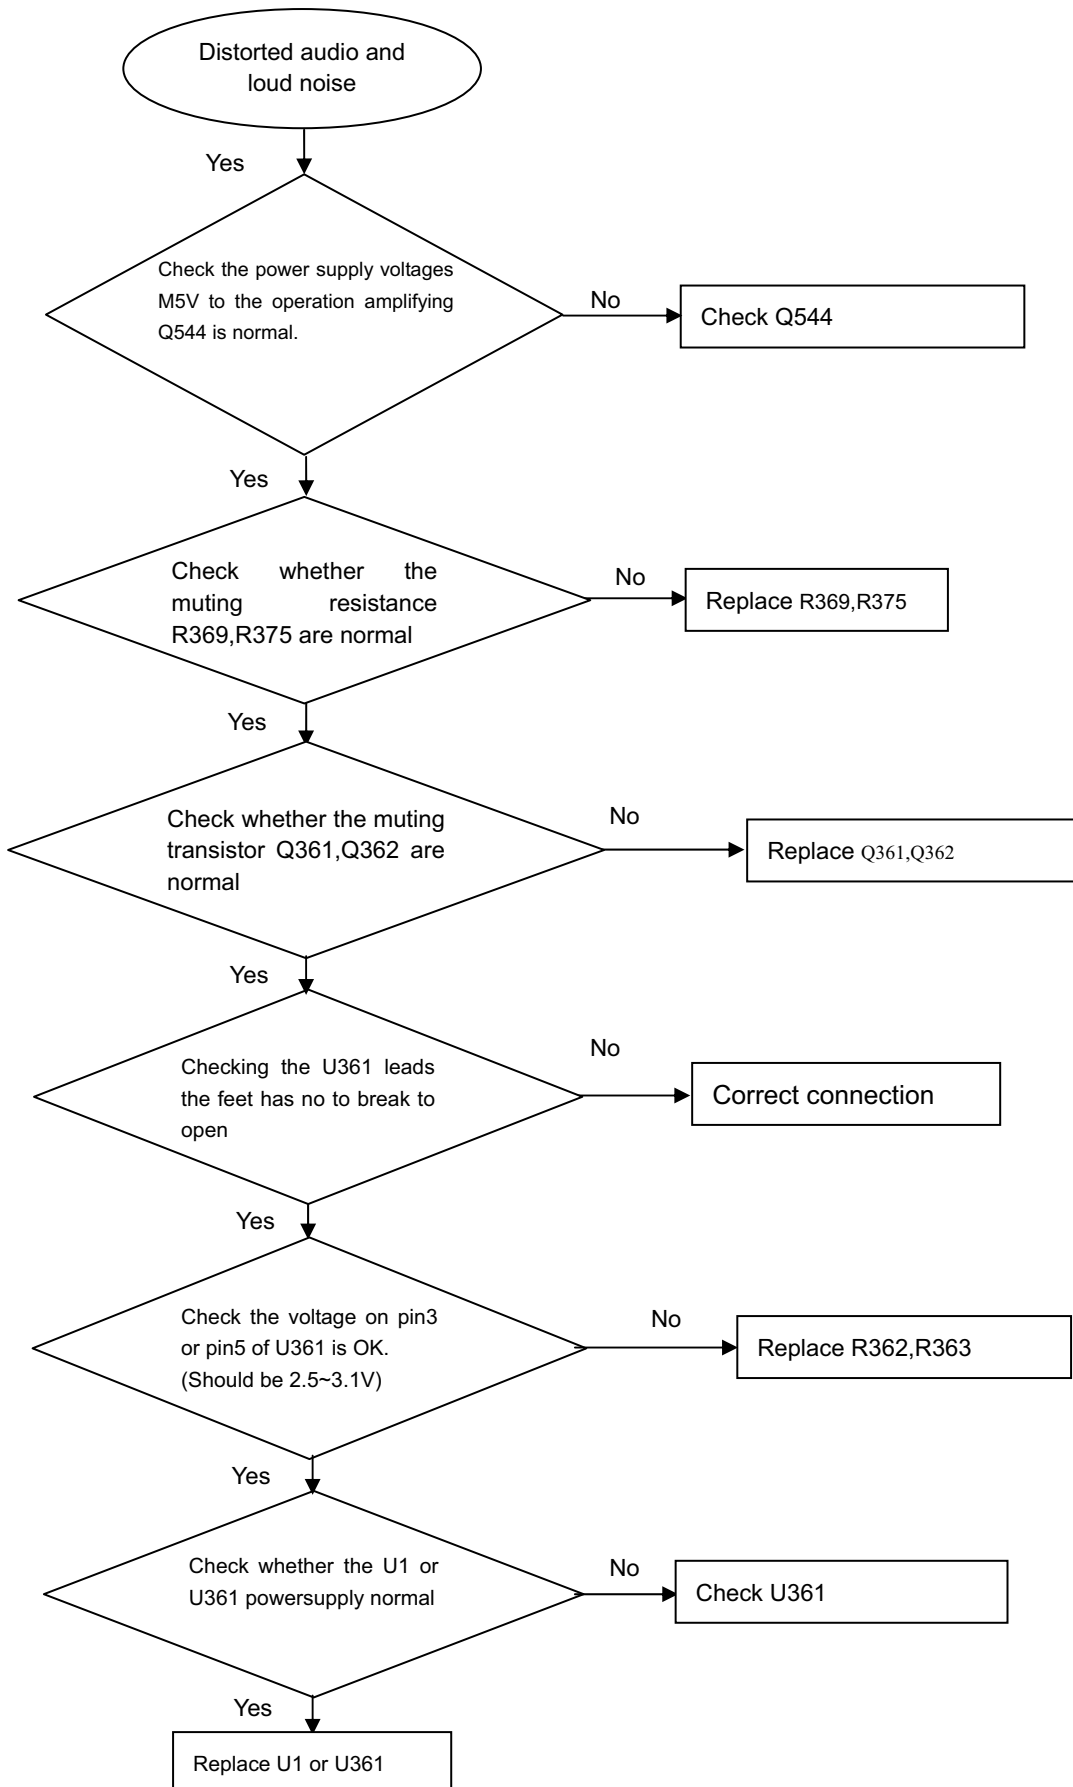 Distorted audio and
loud noise
Yes
Check the power supply voltages
M5V to the operation amplifying
Q544 is normal.
No
Check Q544
Yes
Check whether the
muting resistance
R369,R375 are normal
No
Replace R369,R375
Yes
Check whether the muting
transistor Q361,Q362 are
normal
No
Replace Q361,Q362
Yes
Checking the U361 leads
the feet has no to break to
open
No
Correct connection
Yes
Check the voltage on pin3
or pin5 of U361 is OK.
(Should be 2.5~3.1V)
No
Replace R362,R363
Yes
Check whether the U1 or
U361 powersupply normal
No
Check U361
Yes
Replace U1 or U361